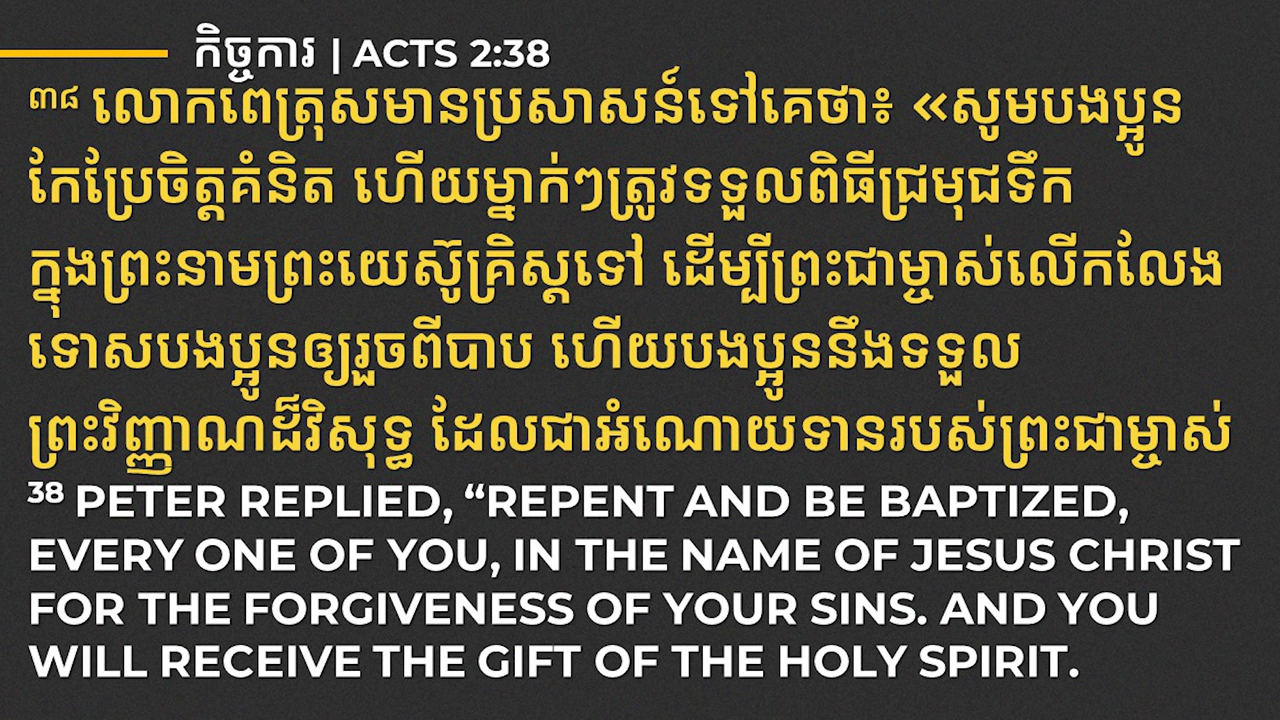 កិច្ចការ | ACTS 2:38
៣៨ លោកពេត្រុសមានប្រសាសន៍ទៅគេថា៖ «សូមបងប្អូន
កែប្រែចិត្តគំនិត ហើយម្នាក់ៗត្រូវទទួលពិធីជ្រមុជទឹក
ក្នុងព្រះនាមព្រះយេស៊ូគ្រិស្តទៅ ដើម្បីព្រះជាម្ចាស់លើកលែង
ទោសបងប្អូនឲ្យរួចពីបាប ហើយបងប្អូននឹងទទួល
ព្រះវិញ្ញាណដ៏វិសុទ្ធ ដែលជាអំណោយទានរបស់ព្រះជាម្ចាស់
38 PETER REPLIED, “REPENT AND BE BAPTIZED,
EVERY ONE OF YOU, IN THE NAME OF JESUS CHRIST
FOR THE FORGIVENESS OF YOUR SINS. AND YOU
WILL RECEIVE THE GIFT OF THE HOLY SPIRIT.